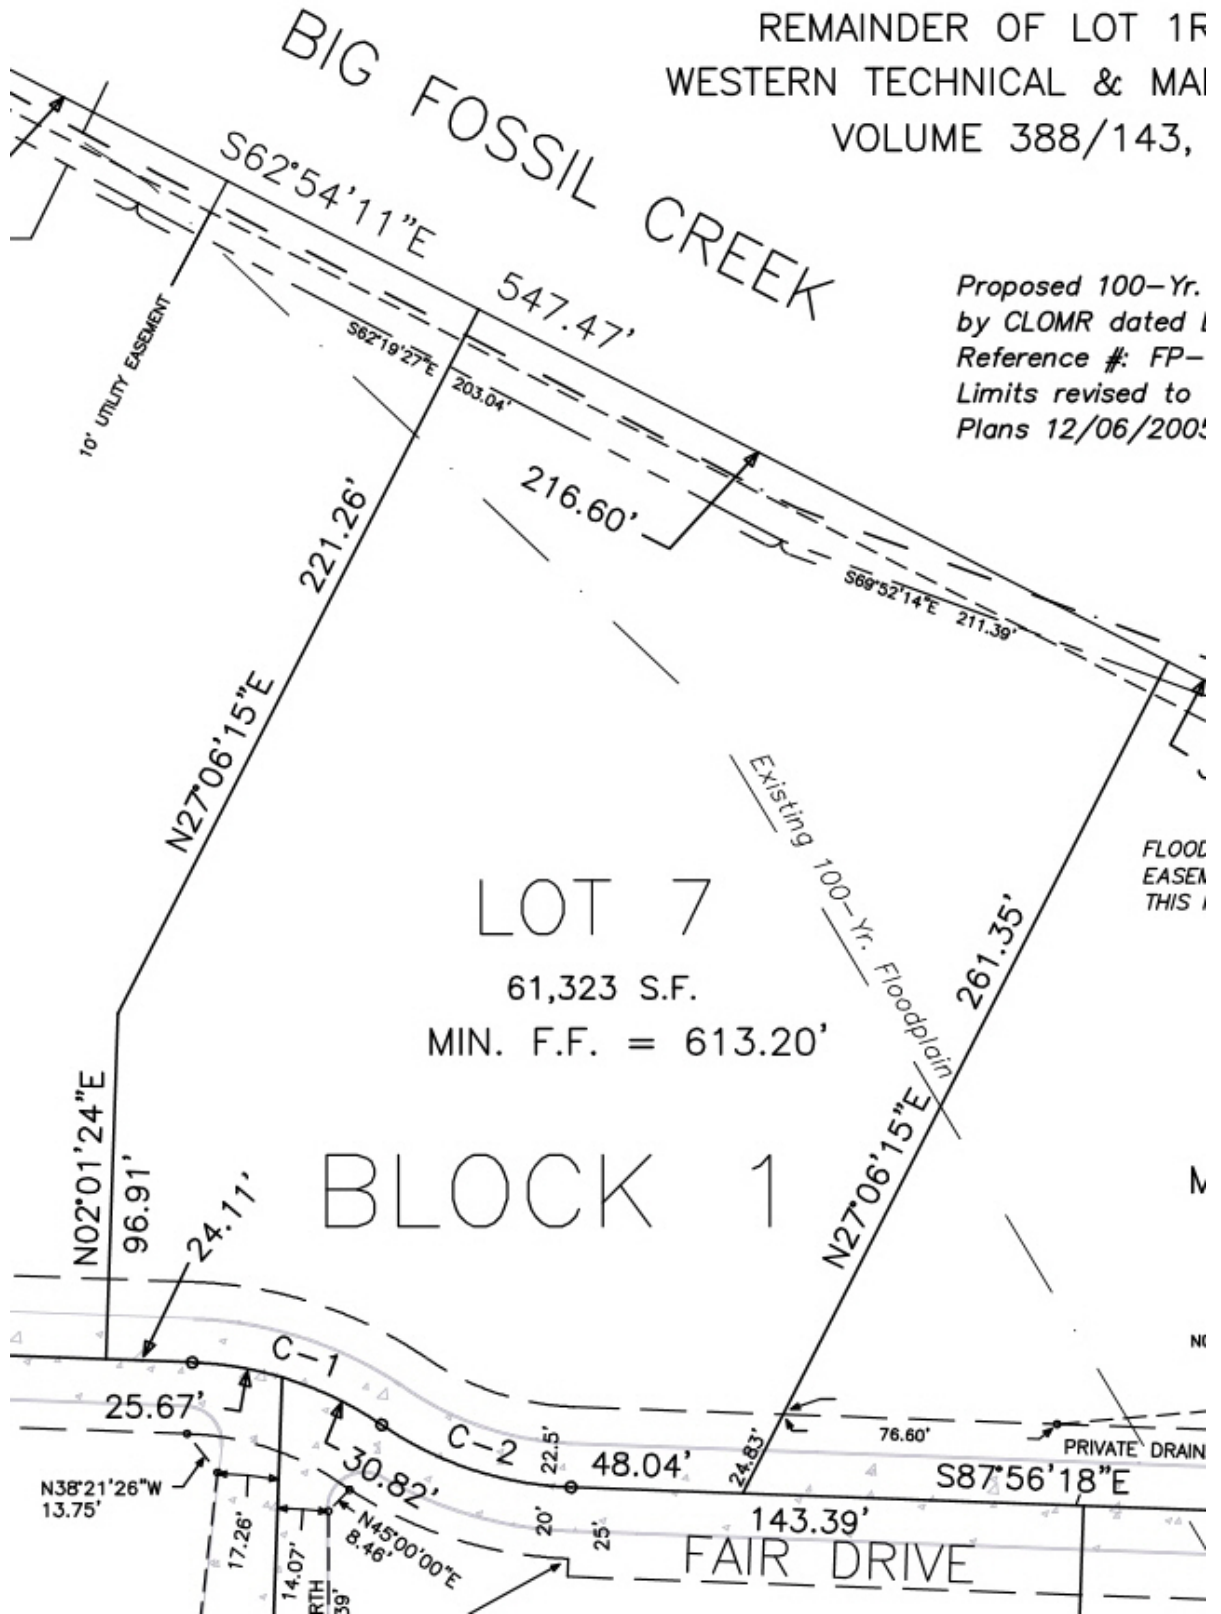 BIG FOSSIL CREEK
REMAINDER OF LOT 1R
WESTERN TECHNICAL &
VOLUME 388/143,
S62°54'11"E
547.47'
Proposed 100-Yr.
by CLOMR dated
Reference #: FP-
Limits revised to
Plans 12/06/2005
10' UTILITY EASEMENT
S62°19'27"E
203.04'
216.60'
221.26'
S69°52'14"E 211.39'
N27°06'15"E
Existing 100-Yr. Floodplain
FLOOD
THIS
LOT 7
61,323 S.F.
MIN. F.F. = 613.20'
261.35'
N27°06'15"E
BLOCK 1
M
N02°01'24"E
96.91'
24.11'
C-1
25.67'
30.82'
C-2
22.5'
48.04'
24.83'
76.60'
PRIVATE DRAIN
S87°56'18"E
143.39'
N38°21'26"W
13.75'
17.26'
14.07'
N45°00'00"E
8.46'
20'
25'
FAIR DRIVE
RTH
39'